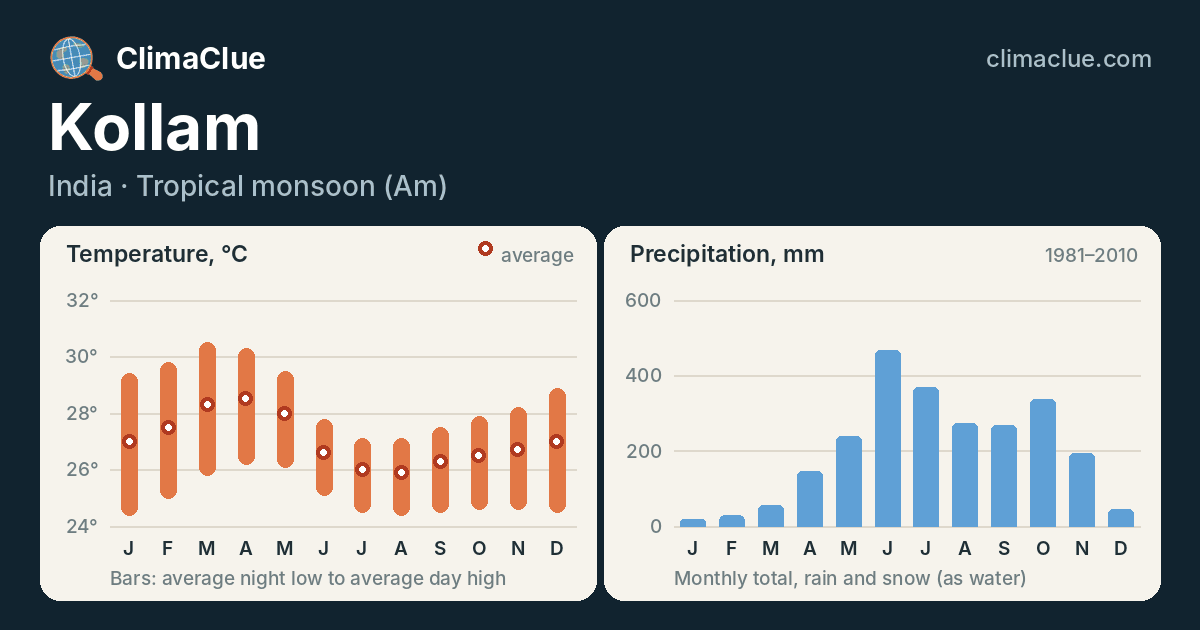 ClimaClue
climaclue.com
Kollam
India · Tropical monsoon (Am)
Temperature, °C
average
32°
30°
28°
26°
24°
J F M A M J J A S O N D
Bars: average night low to average day high
Precipitation, mm
1981–2010
600
400
200
0
J F M A M J J A S O N D
Monthly total, rain and snow (as water)